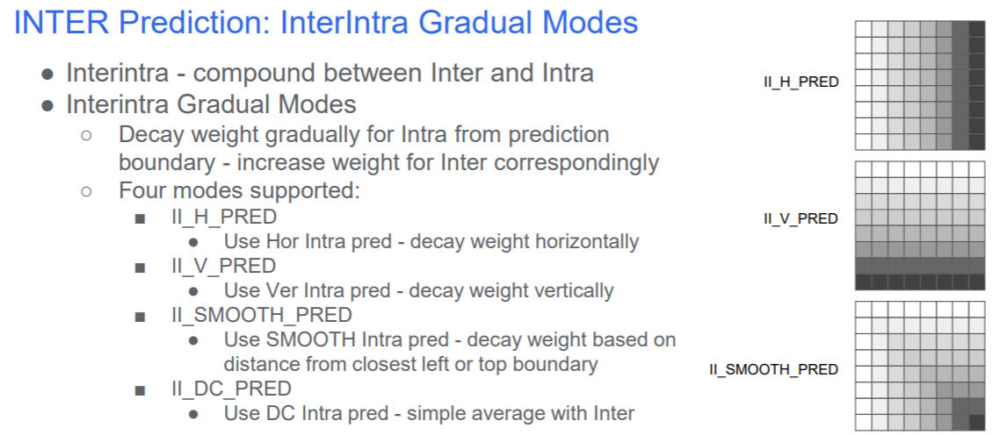 INTER Prediction: InterIntra Gradual Modes
● Interintra - compound between Inter and Intra
● Interintra Gradual Modes
○ Decay weight gradually for Intra from prediction
boundary - increase weight for Inter correspondingly
○ Four modes supported:
■ II_H_PRED
● Use Hor Intra pred - decay weight horizontally
■ II_V_PRED
● Use Ver Intra pred - decay weight vertically
■ II_SMOOTH_PRED
● Use SMOOTH Intra pred - decay weight based on
distance from closest left or top boundary
■ II_DC_PRED
● Use DC Intra pred - simple average with Inter
II_H_PRED
II_V_PRED
II_SMOOTH_PRED